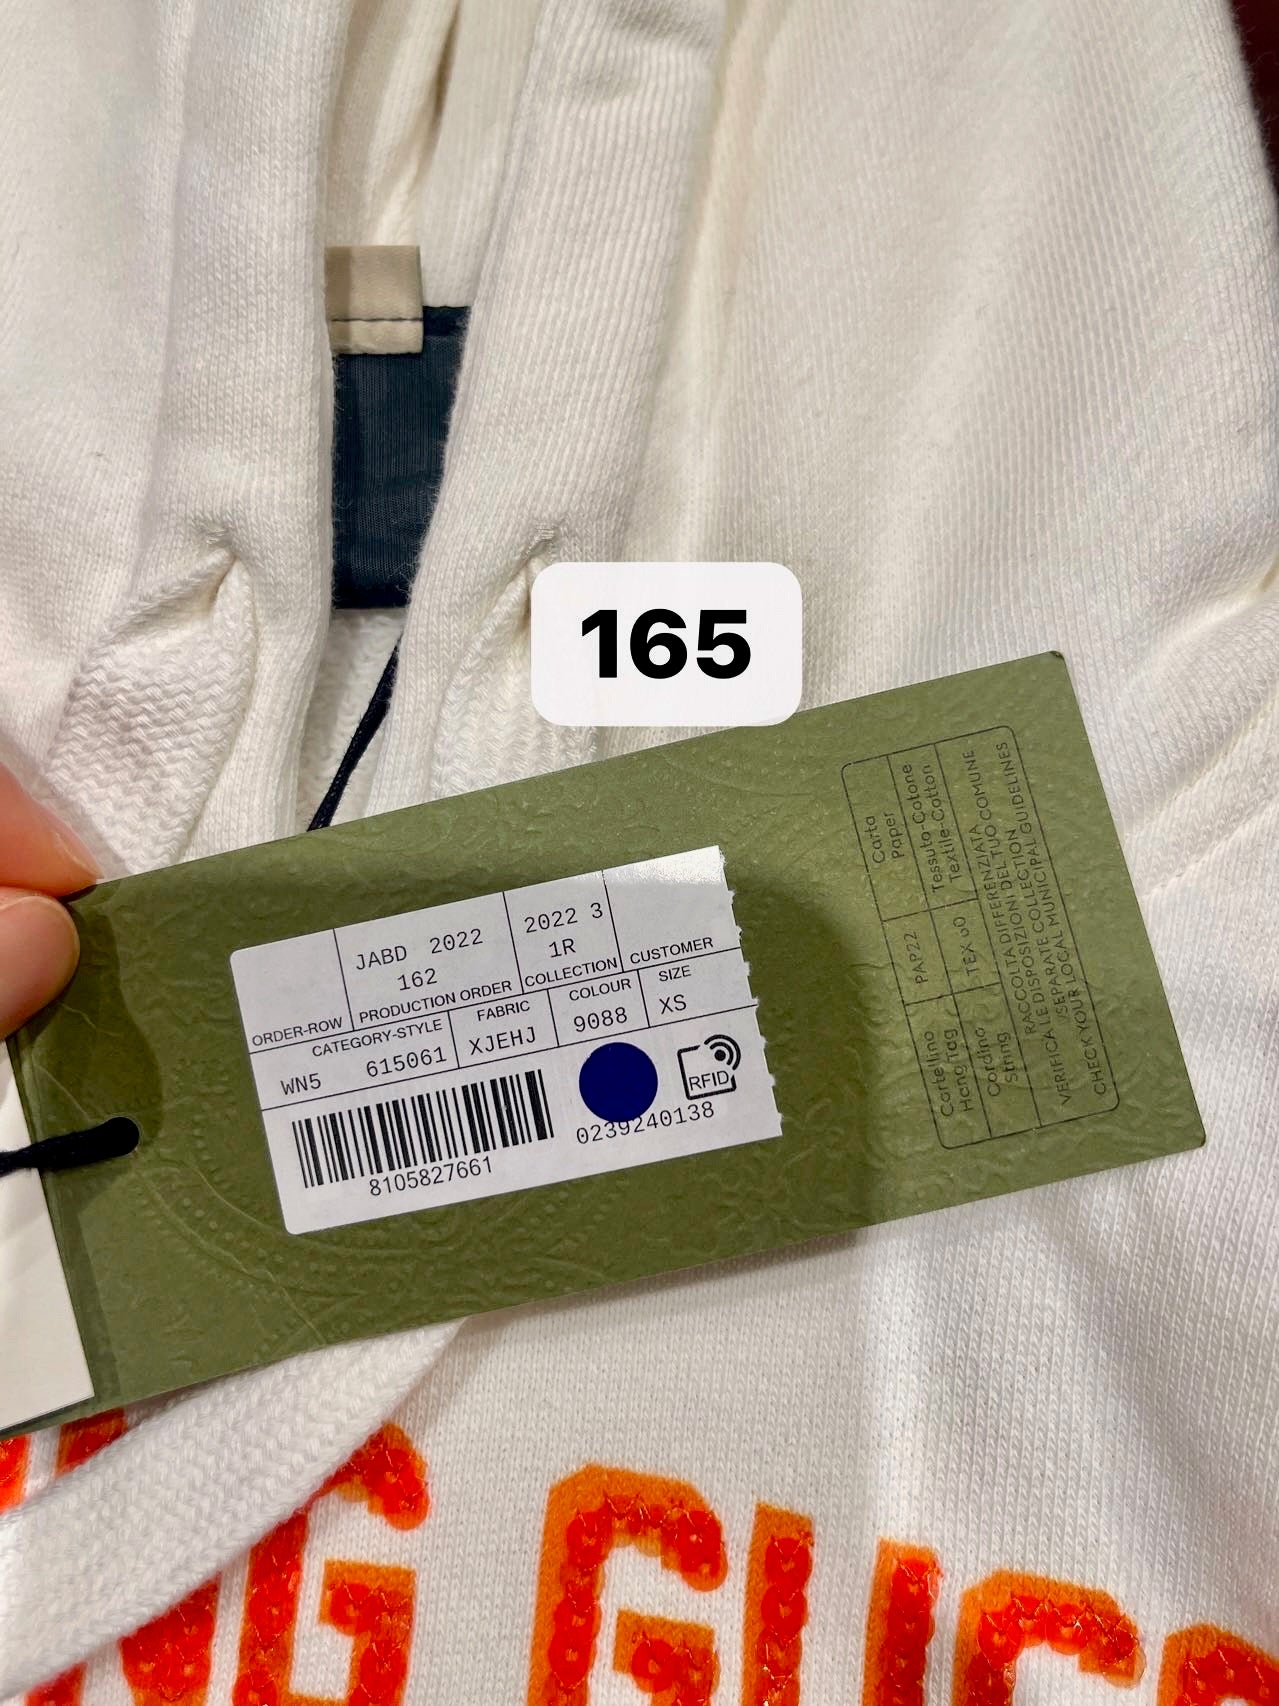 165
JABD 2022
162
2022 3
1R
ORDER-ROW
PRODUCTION ORDER
COLLECTION
CUSTOMER
CATEGORY-STYLE
FABRIC
COLOUR
SIZE
WN5 615061
XJEHJ
9088
XS
RFID
8105827661
0239240138
Cartellino
Hang Tag
PAP22
Carta
Paper
Cordino
String
TEX 60
Tessuto-Cotone
Textile-Cotton
RACCOLTA DIFFERENZIATA
VERIFICA LE DISPOSIZIONI DEL TUO COMUNE
/SEPARATE COLLECTION
CHECK YOUR LOCAL MUNICIPAL GUIDELINES
NG GUCC